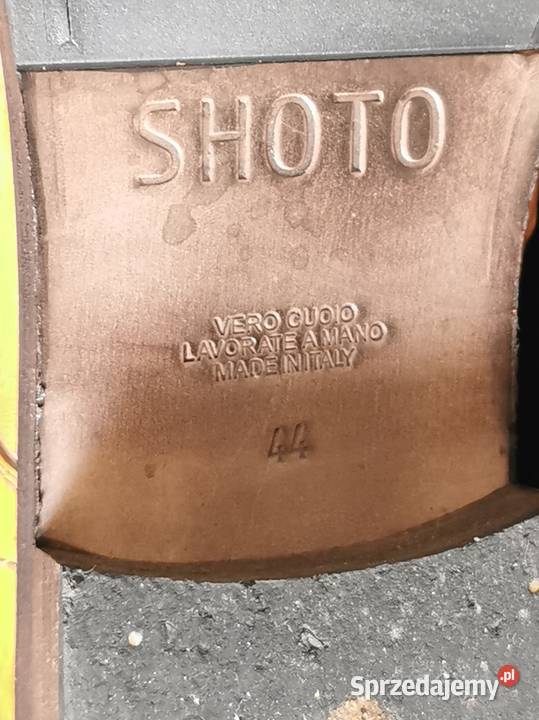 SHOTO
VERO CUOIO
LAVORATE A MANO
MADE IN ITALY
44
Sprzedajemy.pl